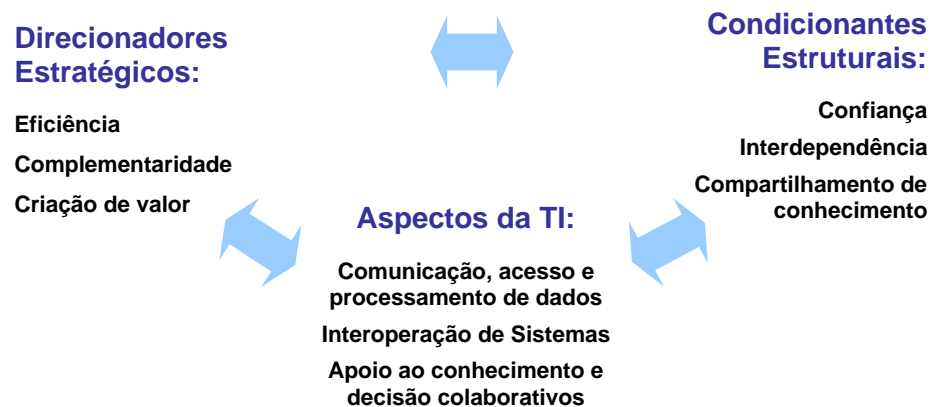 Direcionadores
Estratégicos:
Eficiência
Complementaridade
Criação de valor
Condicionantes
Estruturais:
Confiança
Interdependência
Compartilhamento de
conhecimento
Aspectos da TI:
Comunicação, acesso e
processamento de dados
Interoperação de Sistemas
Apoio ao conhecimento e
decisão colaborativos